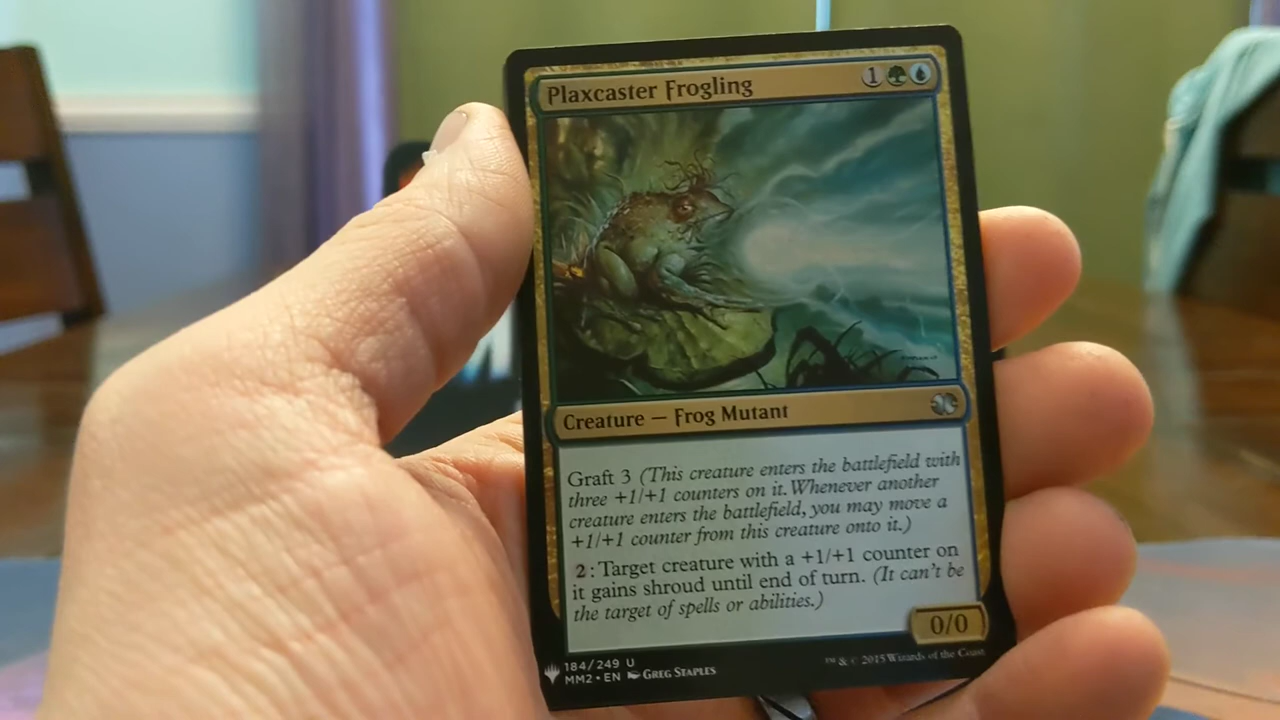 Plaxcaster Frogling 1
Creature — Frog Mutant
Graft 3 (This creature enters the battlefield with
three +1/+1 counters on it. Whenever another
creature enters the battlefield, you may move a
+1/+1 counter from this creature onto it.)
2: Target creature with a +1/+1 counter on
it gains shroud until end of turn. (It can't be
the target of spells or abilities.)
0/0
184/249 U
MM2 • EN GREG STAPLES
™ & © 2015 Wizards of the Coast